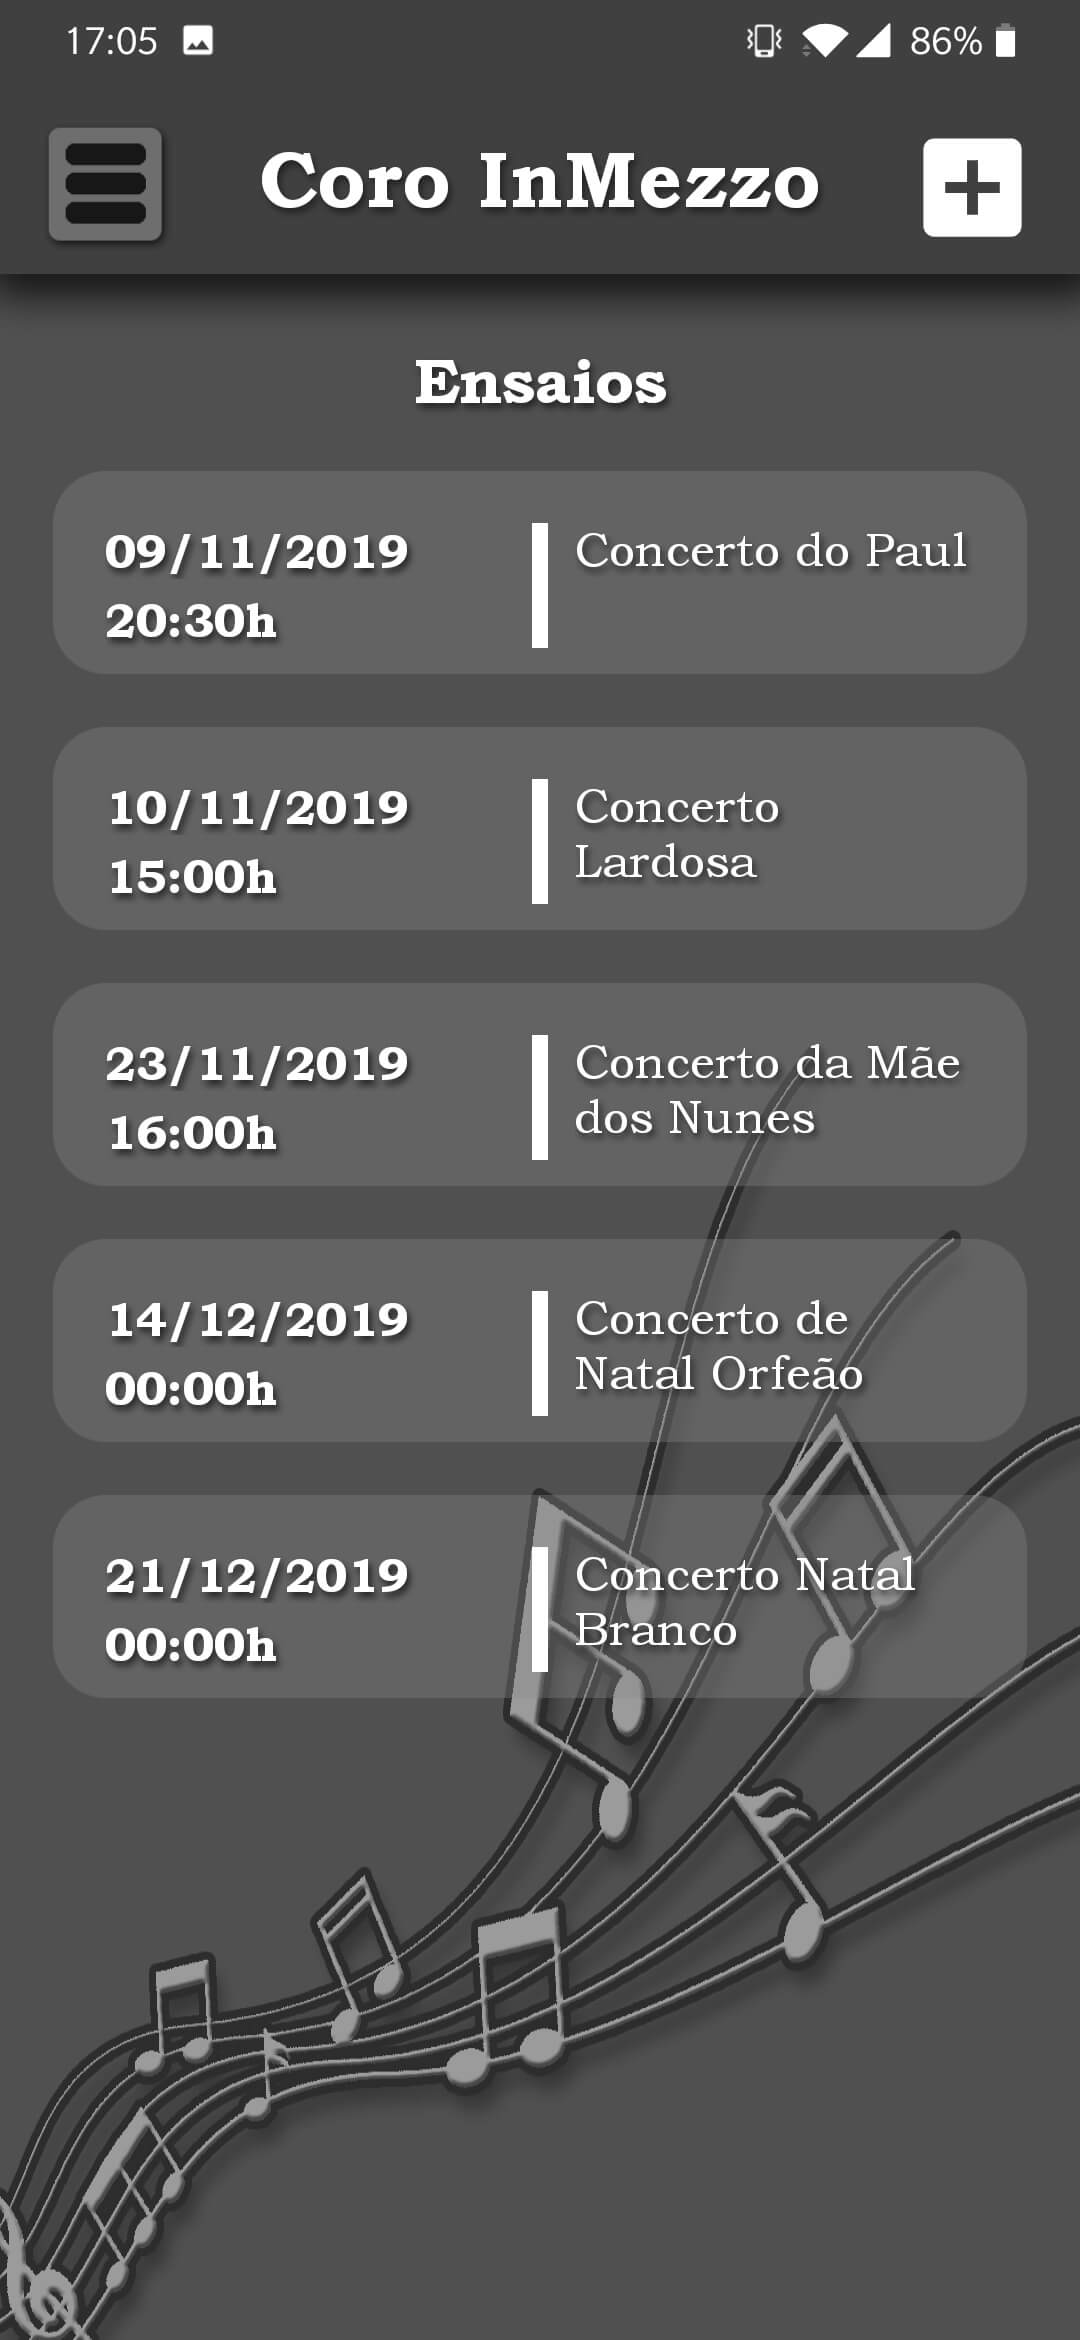 17:05
86%
Coro InMezzo
Ensaios
09/11/2019
20:30h
Concerto do Paul
10/11/2019
15:00h
Concerto
Lardosa
23/11/2019
16:00h
Concerto da Mãe
dos Nunes
14/12/2019
00:00h
Concerto de
Natal Orfeão
21/12/2019
00:00h
Concerto Natal
Branco